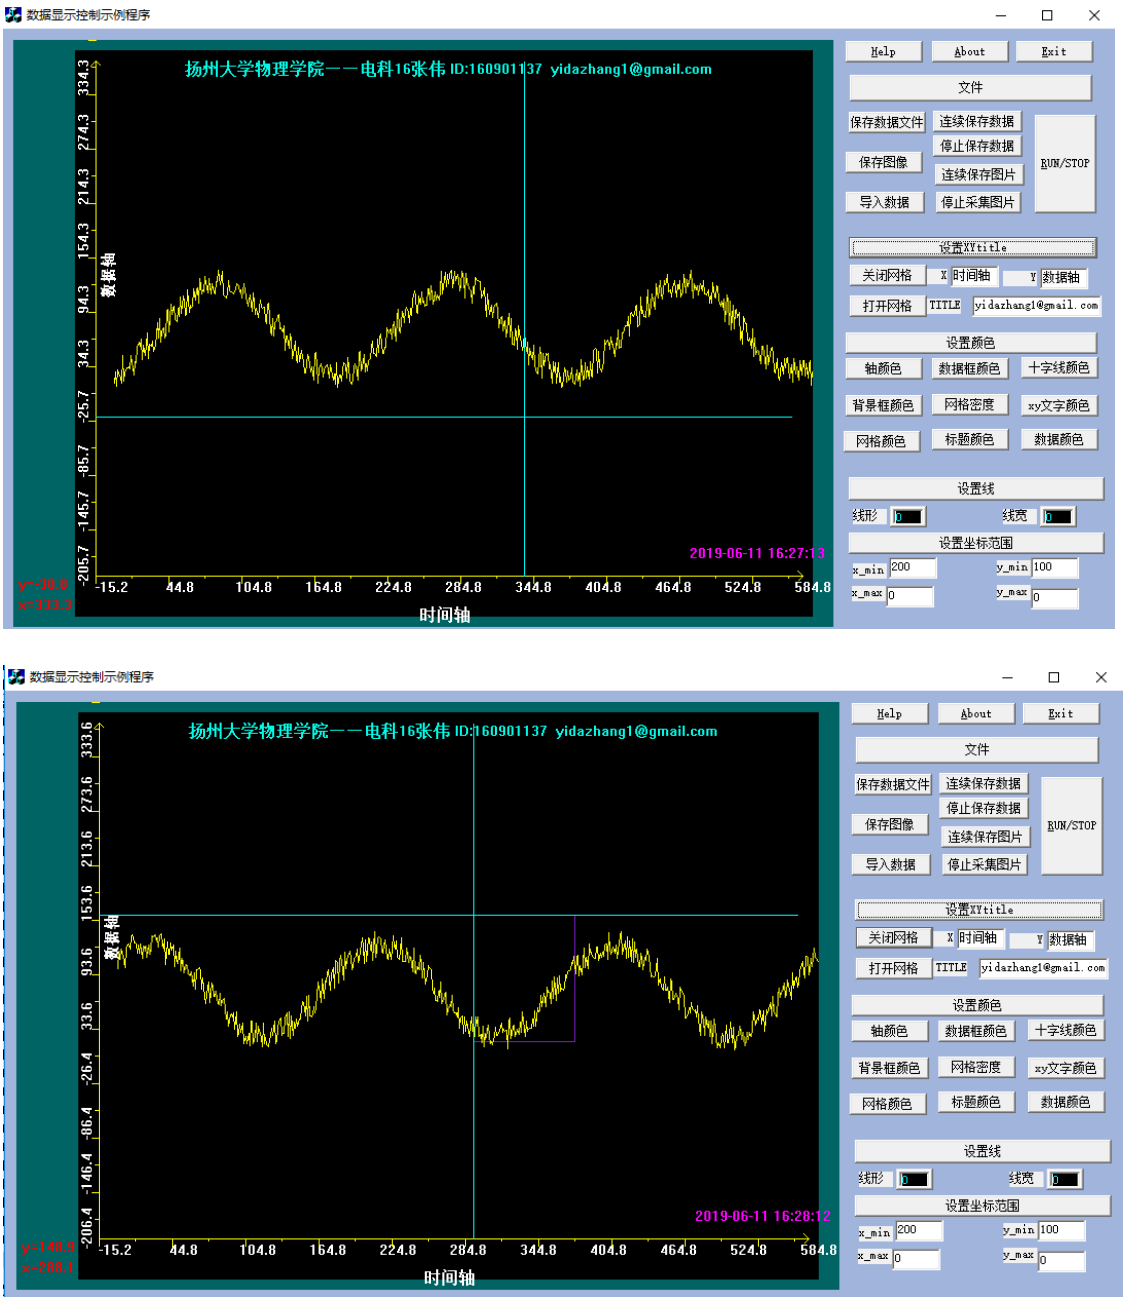 数据显示控制示例程序
扬州大学物理学院——电科16张伟 ID:160901137 yidazhang1@gmail.com
334.3
274.3
214.3
154.3
94.3
34.3
-25.7
-85.7
-145.7
-205.7
数据轴
2019-06-11 16:27:13
-15.2 44.8 104.8 164.8 224.8 284.8 344.8 404.8 464.8 524.8 584.8
时间轴
x=333.3
Help About Exit
文件
保存数据文件 连续保存数据
停止保存数据
保存图像 RUN/STOP
连续保存图片
导入数据 停止采集图片
设置XYtitle
关闭网格 X 时间轴 Y 数据轴
打开网格 TITLE yidazhang1@gmail.com
设置颜色
轴颜色 数据框颜色 十字线颜色
背景框颜色 网格密度 xy文字颜色
网格颜色 标题颜色 数据颜色
设置线
线形 0 线宽 0
设置坐标范围
x_min 200 y_min 100
x_max 0 y_max 0
数据显示控制示例程序
扬州大学物理学院——电科16张伟 ID:160901137 yidazhang1@gmail.com
333.6
273.6
213.6
153.6
93.6
33.6
-26.4
-86.4
-146.4
-206.4
数据轴
2019-06-11 16:28:12
-15.2 44.8 104.8 164.8 224.8 284.8 344.8 404.8 464.8 524.8 584.8
时间轴
Help About Exit
文件
保存数据文件 连续保存数据
停止保存数据
保存图像 RUN/STOP
连续保存图片
导入数据 停止采集图片
设置XYtitle
关闭网格 X 时间轴 Y 数据轴
打开网格 TITLE yidazhang1@gmail.com
设置颜色
轴颜色 数据框颜色 十字线颜色
背景框颜色 网格密度 xy文字颜色
网格颜色 标题颜色 数据颜色
设置线
线形 0 线宽 0
设置坐标范围
x_min 200 y_min 100
x_max 0 y_max 0